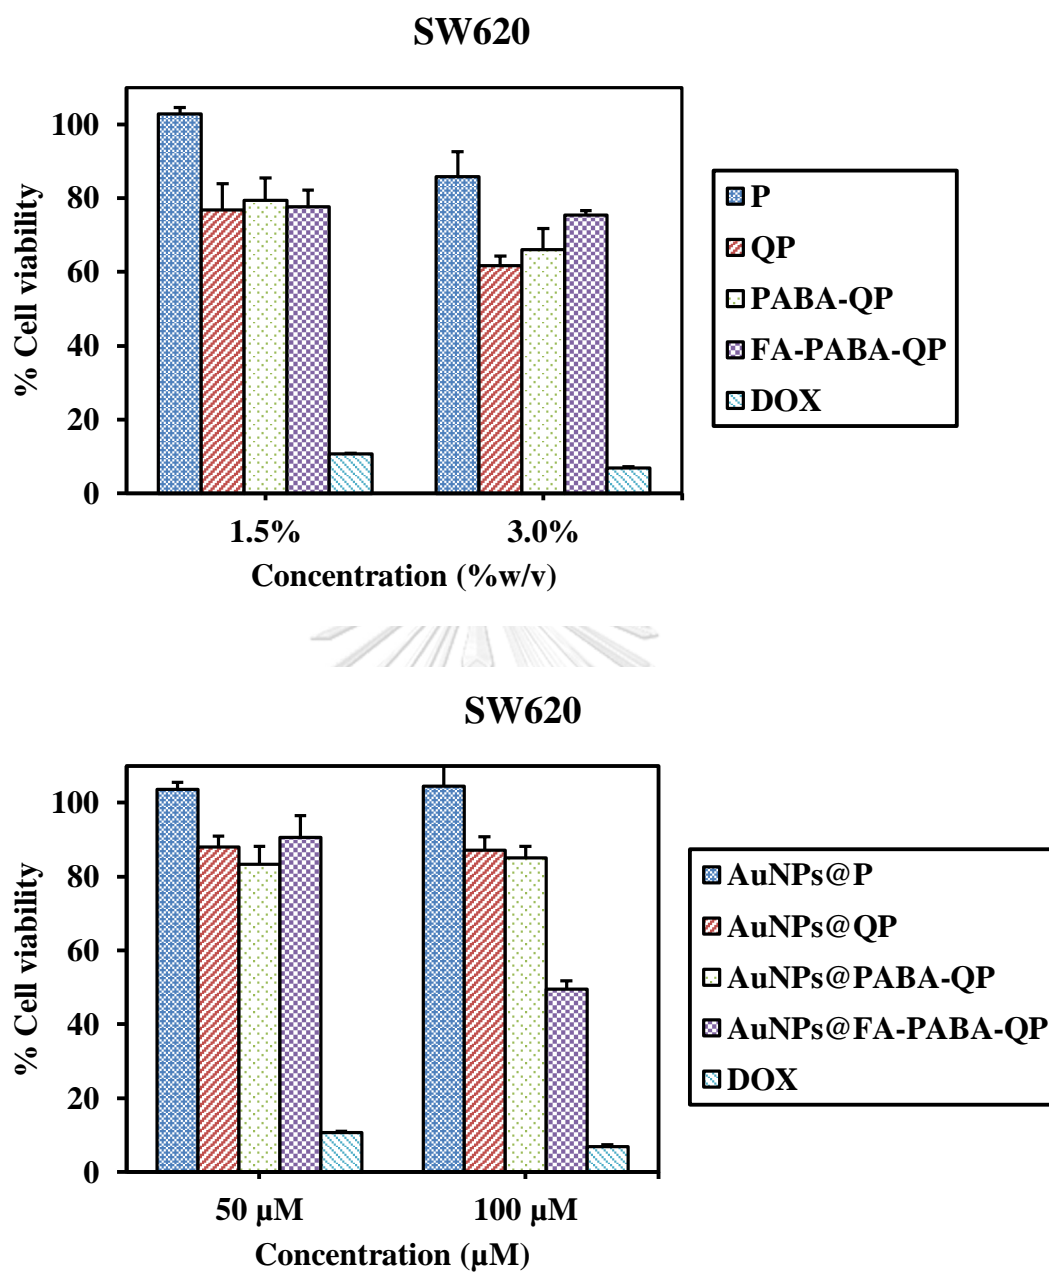 SW620
100
80
60
40
20
0
% Cell viability
1.5% 3.0%
Concentration (%w/v)
P
QP
PABA-QP
FA-PABA-QP
DOX
SW620
100
80
60
40
20
0
% Cell viability
50 µM 100 µM
Concentration (µM)
AuNPs@P
AuNPs@QP
AuNPs@PABA-QP
AuNPs@FA-PABA-QP
DOX